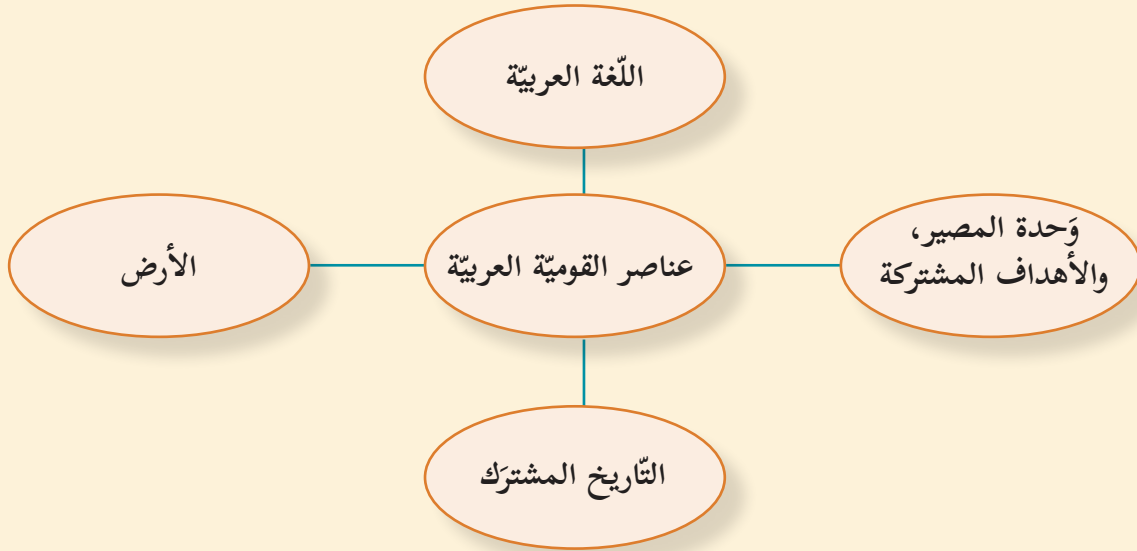 اللّغة العربيّة
وَحدة المصير،
والأهداف المشتركة
عناصر القوميّة العربيّة
الأرض
التّاريخ المشترَك